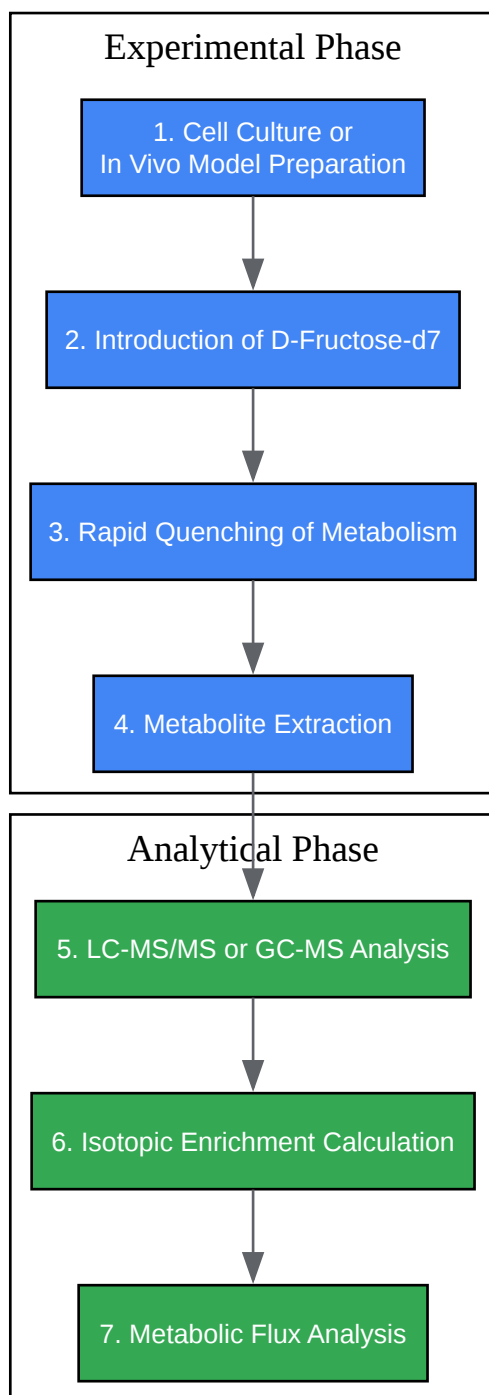 Experimental Phase
1. Cell Culture or
In Vivo Model Preparation
2. Introduction of D-Fructose-d7
3. Rapid Quenching of Metabolism
4. Metabolite Extraction
Analytical Phase
5. LC-MS/MS or GC-MS Analysis
6. Isotopic Enrichment Calculation
7. Metabolic Flux Analysis